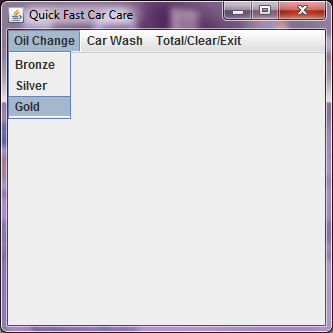 Quick Fast Car Care
Oil Change Car Wash Total/Clear/Exit
Bronze
Silver
Gold